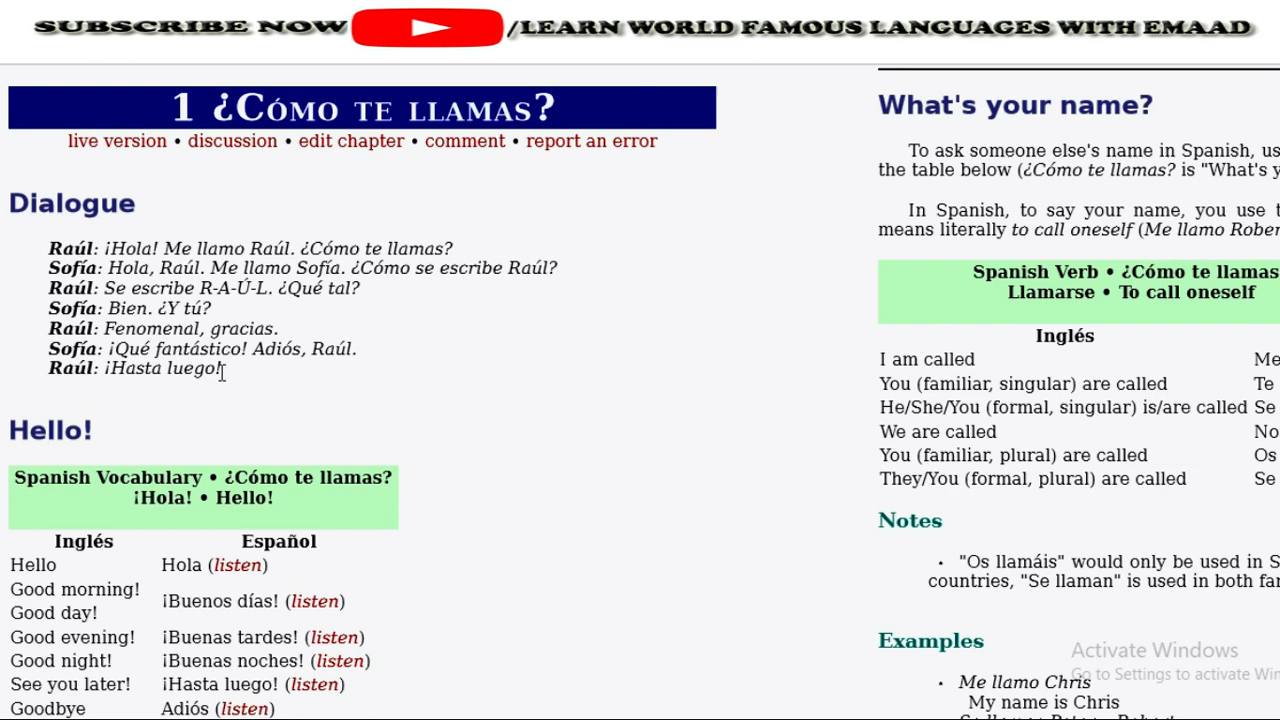 SUBSCRIBE NOW /LEARN WORLD FAMOUS LANGUAGES WITH EMAAD
1 ¿Cómo te llamas?
live version • discussion • edit chapter • comment • report an error
Dialogue
Raúl: ¡Hola! Me llamo Raúl. ¿Cómo te llamas?
Sofía: Hola, Raúl. Me llamo Sofía. ¿Cómo se escribe Raúl?
Raúl: Se escribe R-A-Ú-L. ¿Qué tal?
Sofía: Bien. ¿Y tú?
Raúl: Fenomenal, gracias.
Sofía: ¡Qué fantástico! Adiós, Raúl.
Raúl: ¡Hasta luego!
Hello!
Spanish Vocabulary • ¿Cómo te llamas?
¡Hola! • Hello!
Inglés Español
Hello Hola (listen)
Good morning!
Good day!
¡Buenos días! (listen)
Good evening! ¡Buenas tardes! (listen)
Good night! ¡Buenas noches! (listen)
See you later! ¡Hasta luego! (listen)
Goodbye Adiós (listen)
What's your name?
To ask someone else's name in Spanish, us
the table below (¿Cómo te llamas? is "What's y
In Spanish, to say your name, you use t
means literally to call oneself (Me llamo Rober
Spanish Verb • ¿Cómo te llamas
Llamarse • To call oneself
Inglés
I am called Me
You (familiar, singular) are called Te
He/She/You (formal, singular) is/are called Se
We are called No
You (familiar, plural) are called Os
They/You (formal, plural) are called Se
Notes
• "Os llamáis" would only be used in S
countries, "Se llaman" is used in both fa
Examples
• Me llamo Chris
My name is Chris
Activate Windows
Go to Settings to activate Win